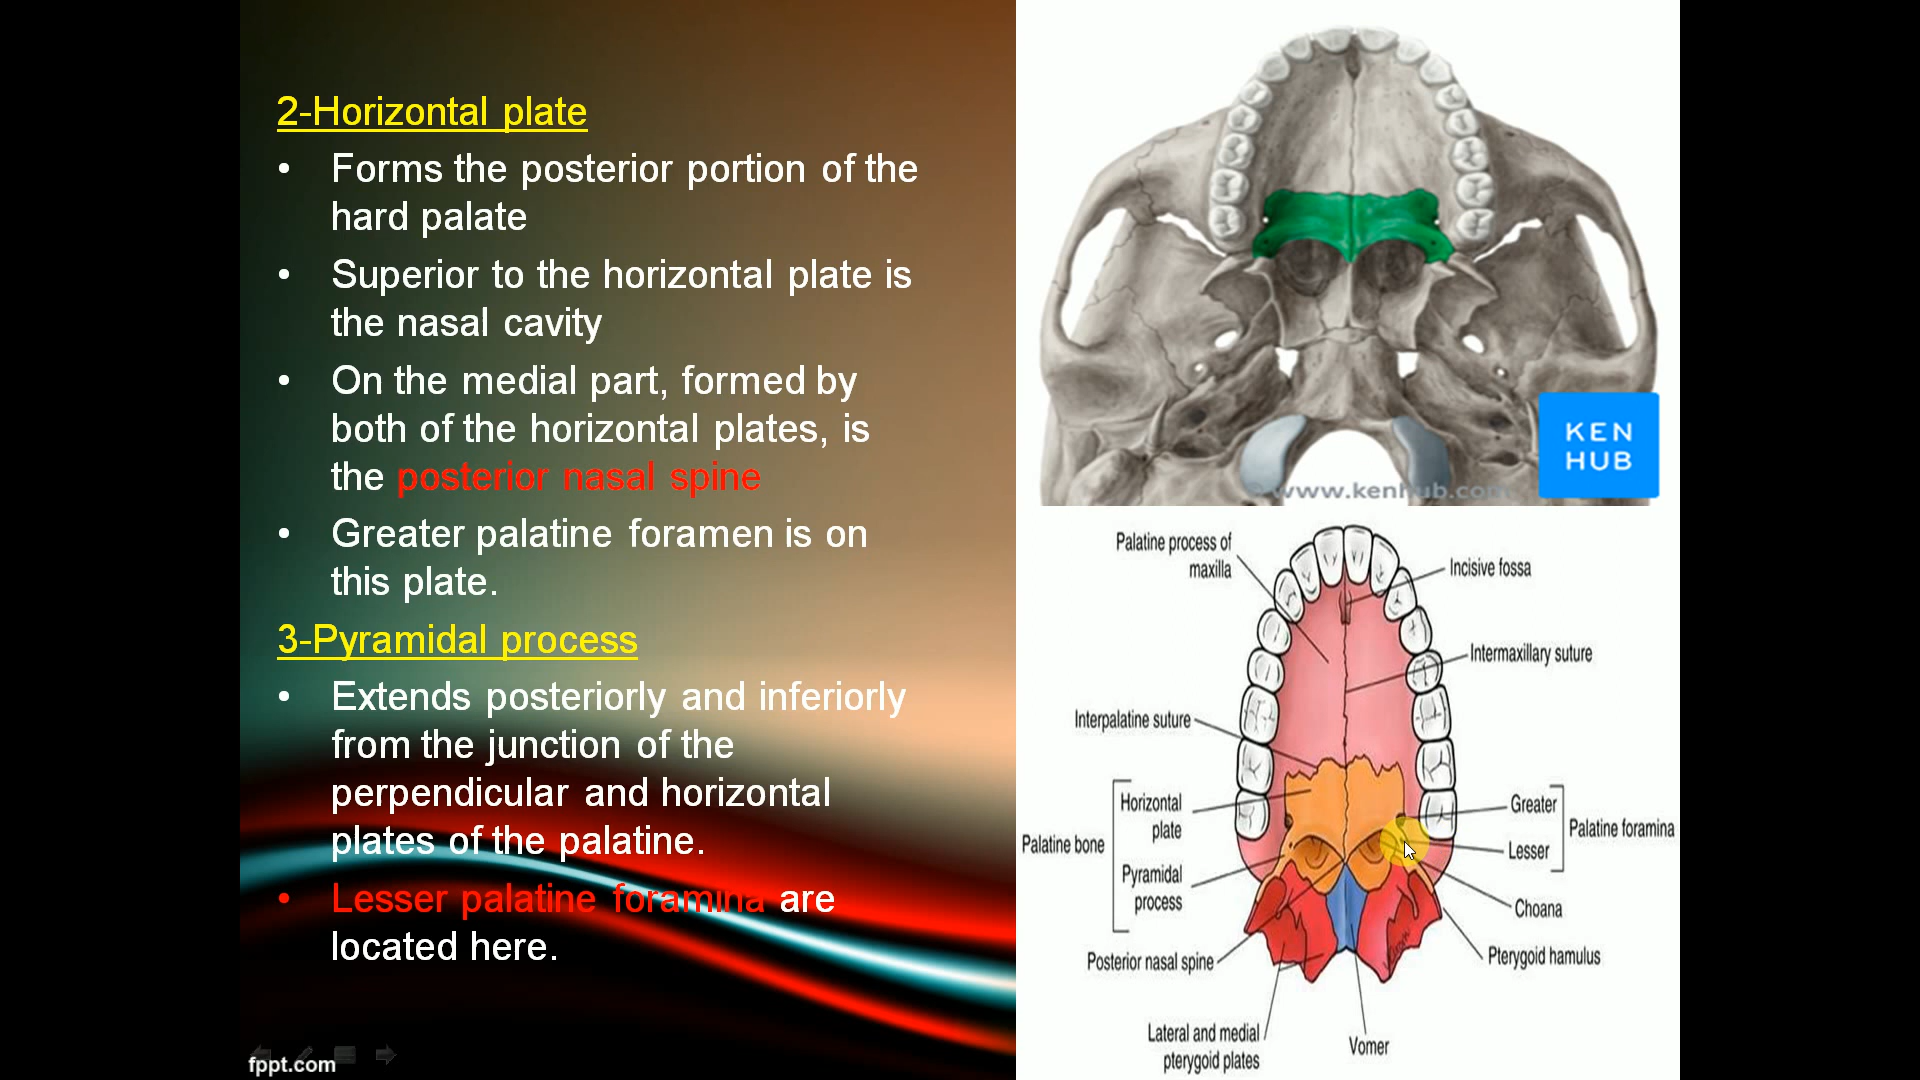 2-Horizontal plate
• Forms the posterior portion of the
hard palate
• Superior to the horizontal plate is
the nasal cavity
• On the medial part, formed by
both of the horizontal plates, is
the posterior nasal spine
• Greater palatine foramen is on
this plate.
3-Pyramidal process
• Extends posteriorly and inferiorly
from the junction of the
perpendicular and horizontal
plates of the palatine.
• Lesser palatine foramina are
located here.
fppt.com
KEN
HUB
www.kenhub.com
Palatine process of
maxilla
Incisive fossa
Intermaxillary suture
Interpalatine suture
Horizontal
plate
Palatine bone
Pyramidal
process
Greater
Palatine foramina
Lesser
Choana
Posterior nasal spine
Pterygoid hamulus
Lateral and medial
pterygoid plates
Vomer